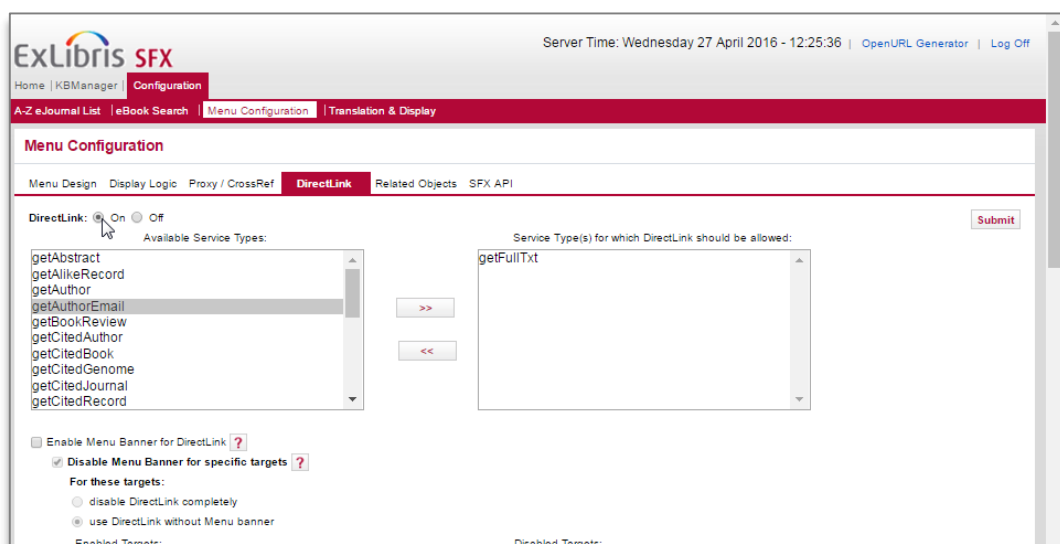 ExLibris SFX
Server Time: Wednesday 27 April 2016 - 12:25:36 | OpenURL Generator | Log Off
Home | KBManager | Configuration
A-Z eJournal List | eBook Search | Menu Configuration | Translation & Display
Menu Configuration
Menu Design Display Logic Proxy / CrossRef DirectLink Related Objects SFX API
DirectLink: On Off
Submit
Available Service Types:
Service Type(s) for which DirectLink should be allowed:
getAbstract
getAlikeRecord
getAuthor
getAuthorEmail
getBookReview
getCitedAuthor
getCitedBook
getCitedGenome
getCitedJournal
getCitedRecord
>>
<<
getFullTxt
Enable Menu Banner for DirectLink ?
Disable Menu Banner for specific targets ?
For these targets:
disable DirectLink completely
use DirectLink without Menu banner
Enabled Targets: Disabled Targets: